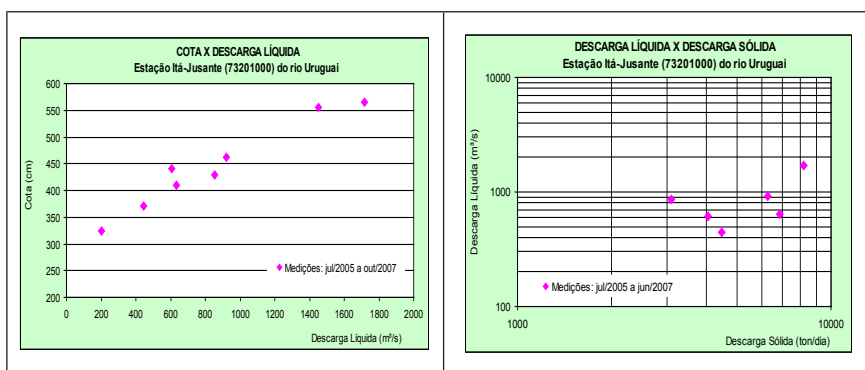 COTA X DESCARGA LÍQUIDA
Estação Itá-Jusante (73201000) do rio Uruguai
Cota (cm)
600
550
500
450
400
350
300
250
200
0 200 400 600 800 1000 1200 1400 1600 1800 2000
Medições: jul/2005 a out/2007
Descarga Líquida (m³/s)
DESCARGA LÍQUIDA X DESCARGA SÓLIDA
Estação Itá-Jusante (73201000) do rio Uruguai
Descarga Líquida (m³/s)
10000
1000
100
1000 10000
Medições: jul/2005 a jun/2007
Descarga Sólida (ton/dia)